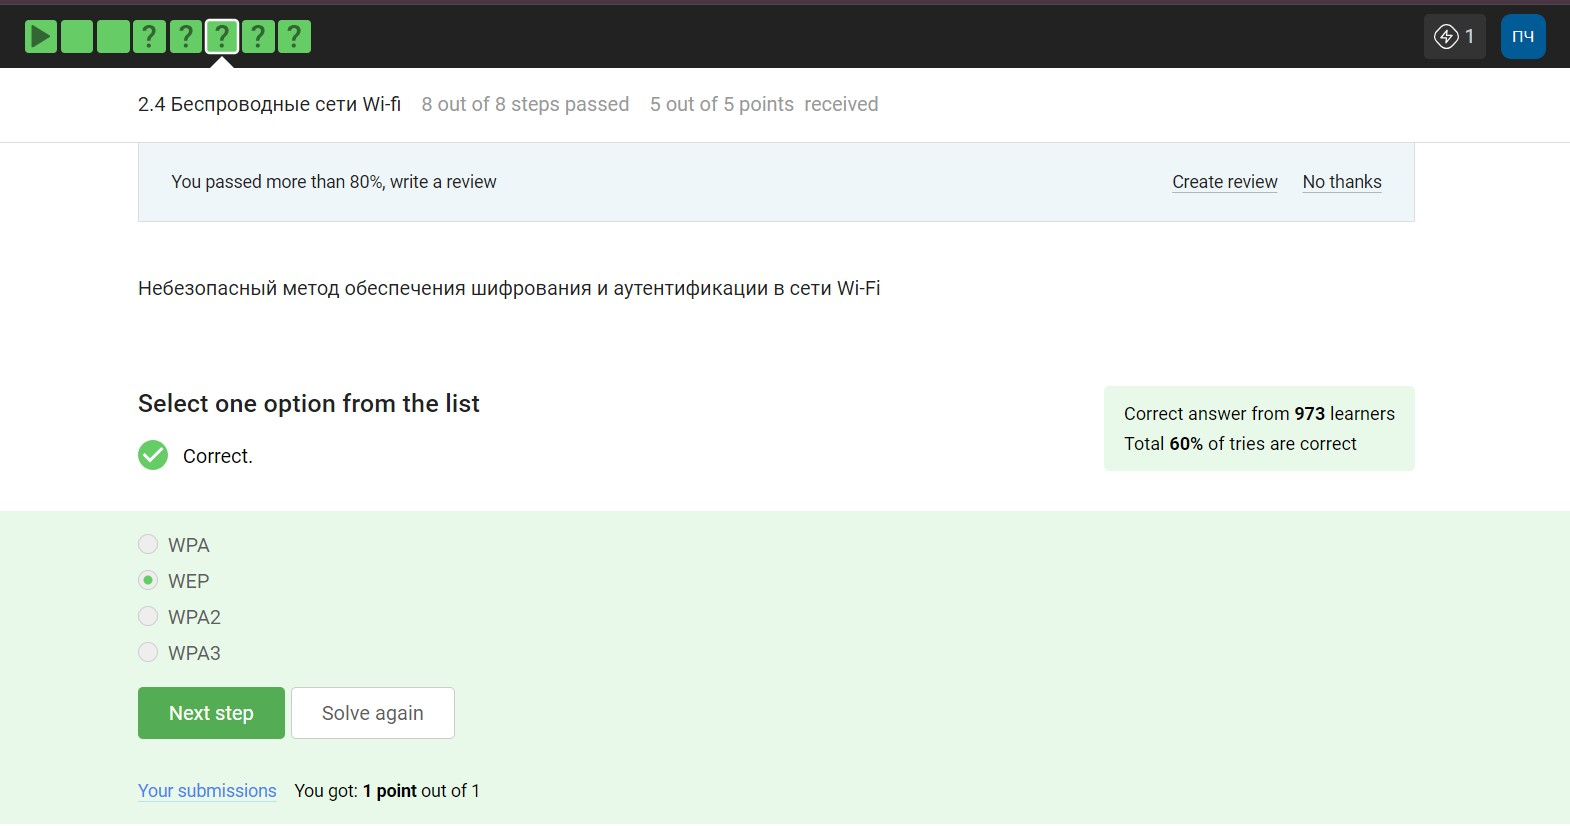 ? ? ? ? ?
1
ПЧ
2.4 Беспроводные сети Wi-fi 8 out of 8 steps passed 5 out of 5 points received
You passed more than 80%, write a review Create review No thanks
Небезопасный метод обеспечения шифрования и аутентификации в сети Wi-Fi
Select one option from the list
Correct.
Correct answer from 973 learners
Total 60% of tries are correct
WPA
WEP
WPA2
WPA3
Next step Solve again
Your submissions You got: 1 point out of 1